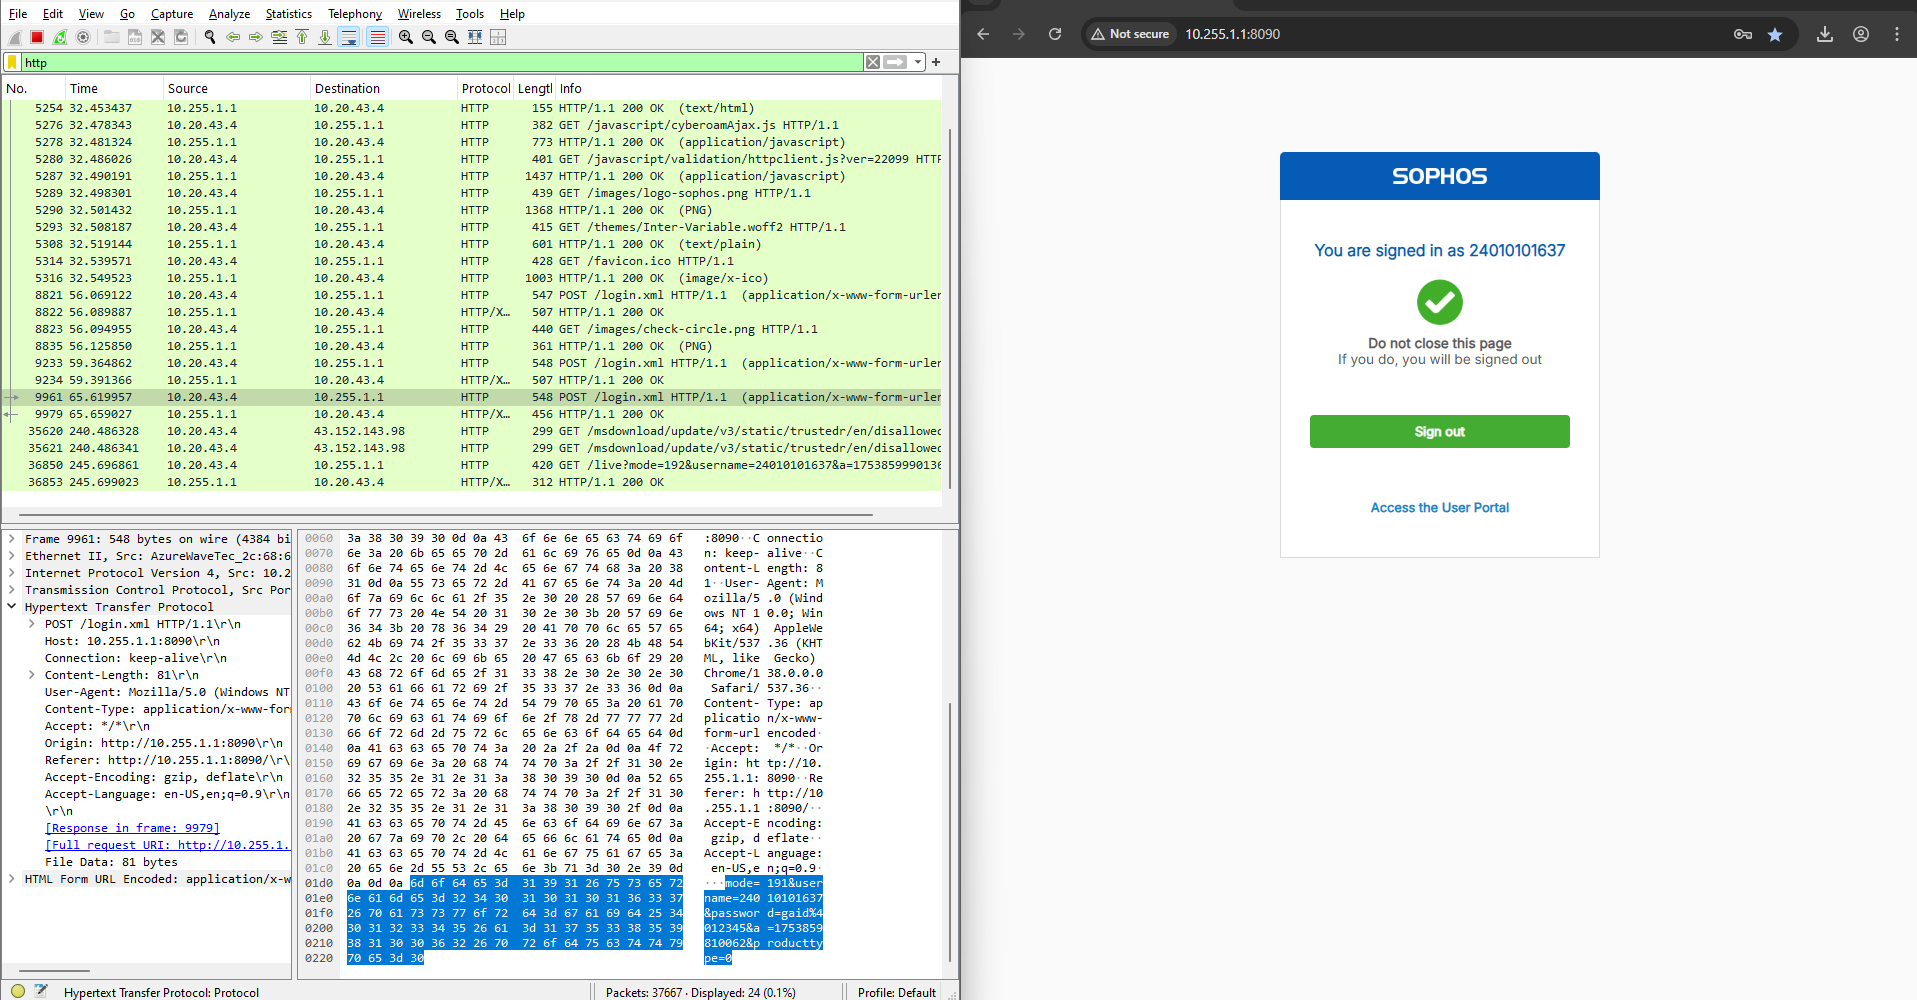 File Edit View Go Capture Analyze Statistics Telephony Wireless Tools Help
http
No. Time Source Destination Protocol Lengtl Info
5254 32.453437 10.255.1.1 10.20.43.4 HTTP 155 HTTP/1.1 200 OK (text/html)
5276 32.478343 10.20.43.4 10.255.1.1 HTTP 382 GET /javascript/cyberoamAjax.js HTTP/1.1
5278 32.481324 10.255.1.1 10.20.43.4 HTTP 773 HTTP/1.1 200 OK (application/javascript)
5280 32.486026 10.20.43.4 10.255.1.1 HTTP 401 GET /javascript/validation/httpclient.js?ver=22099 HTTP
5287 32.490191 10.255.1.1 10.20.43.4 HTTP 1437 HTTP/1.1 200 OK (application/javascript)
5289 32.498301 10.20.43.4 10.255.1.1 HTTP 439 GET /images/logo-sophos.png HTTP/1.1
5290 32.501432 10.255.1.1 10.20.43.4 HTTP 1368 HTTP/1.1 200 OK (PNG)
5293 32.508187 10.20.43.4 10.255.1.1 HTTP 415 GET /themes/Inter-Variable.woff2 HTTP/1.1
5308 32.519144 10.255.1.1 10.20.43.4 HTTP 601 HTTP/1.1 200 OK (text/plain)
5314 32.539571 10.20.43.4 10.255.1.1 HTTP 428 GET /favicon.ico HTTP/1.1
5316 32.549523 10.255.1.1 10.20.43.4 HTTP 1003 HTTP/1.1 200 OK (image/x-ico)
8821 56.069122 10.20.43.4 10.255.1.1 HTTP 547 POST /login.xml HTTP/1.1 (application/x-www-form-urler
8822 56.089887 10.255.1.1 10.20.43.4 HTTP/X… 507 HTTP/1.1 200 OK
8823 56.094955 10.20.43.4 10.255.1.1 HTTP 440 GET /images/check-circle.png HTTP/1.1
8835 56.125850 10.255.1.1 10.20.43.4 HTTP 361 HTTP/1.1 200 OK (PNG)
9233 59.364862 10.20.43.4 10.255.1.1 HTTP 548 POST /login.xml HTTP/1.1 (application/x-www-form-urler
9234 59.391366 10.255.1.1 10.20.43.4 HTTP/X… 507 HTTP/1.1 200 OK
9961 65.619957 10.20.43.4 10.255.1.1 HTTP 548 POST /login.xml HTTP/1.1 (application/x-www-form-urler
9979 65.659027 10.255.1.1 10.20.43.4 HTTP/X… 456 HTTP/1.1 200 OK
35620 240.486328 10.20.43.4 43.152.143.98 HTTP 299 GET /msdownload/update/v3/static/trustedr/en/disallowed
35621 240.486341 10.20.43.4 43.152.143.98 HTTP 299 GET /msdownload/update/v3/static/trustedr/en/disallowed
36850 245.696861 10.20.43.4 10.255.1.1 HTTP 420 GET /live?mode=192&username=24010101637&a=1753859990136
36853 245.699023 10.255.1.1 10.20.43.4 HTTP/X… 312 HTTP/1.1 200 OK
Frame 9961: 548 bytes on wire (4384 bi
Ethernet II, Src: AzureWaveTec_2c:68:6
Internet Protocol Version 4, Src: 10.2
Transmission Control Protocol, Src Por
Hypertext Transfer Protocol
POST /login.xml HTTP/1.1\r\n
Host: 10.255.1.1:8090\r\n
Connection: keep-alive\r\n
Content-Length: 81\r\n
User-Agent: Mozilla/5.0 (Windows NT
Content-Type: application/x-www-for
Accept: */*\r\n
Origin: http://10.255.1.1:8090\r\n
Referer: http://10.255.1.1:8090/\r\
Accept-Encoding: gzip, deflate\r\n
Accept-Language: en-US,en;q=0.9\r\n
\r\n
[Response in frame: 9979]
[Full request URI: http://10.255.1.
File Data: 81 bytes
HTML Form URL Encoded: application/x-w
0060 3a 38 30 39 30 0d 0a 43 6f 6e 6e 65 63 74 69 6f :8090··C onnectio
0070 6e 3a 20 6b 65 65 70 2d 61 6c 69 76 65 0d 0a 43 n: keep- alive··C
0080 6f 6e 74 65 6e 74 2d 4c 65 6e 67 74 68 3a 20 38 ontent-L ength: 8
0090 31 0d 0a 55 73 65 72 2d 41 67 65 6e 74 3a 20 4d 1··User- Agent: M
00a0 6f 7a 69 6c 6c 61 2f 35 2e 30 20 28 57 69 6e 64 ozilla/5 .0 (Wind
00b0 6f 77 73 20 4e 54 20 31 30 2e 30 3b 20 57 69 6e ows NT 1 0.0; Win
00c0 36 34 3b 20 78 36 34 29 20 41 70 70 6c 65 57 65 64; x64) AppleWe
00d0 62 4b 69 74 2f 35 33 37 2e 33 36 20 28 4b 48 54 bKit/537 .36 (KHT
00e0 4d 4c 2c 20 6c 69 6b 65 20 47 65 63 6b 6f 29 20 ML, like Gecko)
00f0 43 68 72 6f 6d 65 2f 31 33 38 2e 30 2e 30 2e 30 Chrome/1 38.0.0.0
0100 20 53 61 66 61 72 69 2f 35 33 37 2e 33 36 0d 0a Safari/ 537.36··
0110 43 6f 6e 74 65 6e 74 2d 54 79 70 65 3a 20 61 70 Content- Type: ap
0120 70 6c 69 63 61 74 69 6f 6e 2f 78 2d 77 77 77 2d plicatio n/x-www-
0130 66 6f 72 6d 2d 75 72 6c 65 6e 63 6f 64 65 64 0d form-url encoded·
0140 0a 41 63 63 65 70 74 3a 20 2a 2f 2a 0d 0a 4f 72 ·Accept: */*··Or
0150 69 67 69 6e 3a 20 68 74 74 70 3a 2f 2f 31 30 2e igin: ht tp://10.
0160 32 35 35 2e 31 2e 31 3a 38 30 39 30 0d 0a 52 65 255.1.1: 8090··Re
0170 66 65 72 65 72 3a 20 68 74 74 70 3a 2f 2f 31 30 ferer: h ttp://10
0180 2e 32 35 35 2e 31 2e 31 3a 38 30 39 30 2f 0d 0a .255.1.1 :8090/··
0190 41 63 63 65 70 74 2d 45 6e 63 6f 64 69 6e 67 3a Accept-E ncoding:
01a0 20 67 7a 69 70 2c 20 64 65 66 6c 61 74 65 0d 0a gzip, d eflate··
01b0 41 63 63 65 70 74 2d 4c 61 6e 67 75 61 67 65 3a Accept-L anguage:
01c0 20 65 6e 2d 55 53 2c 65 6e 3b 71 3d 30 2e 39 0d en-US,e n;q=0.9·
01d0 0a 0d 0a 6d 6f 64 65 3d 31 39 31 26 75 73 65 72 ···mode= 191&user
01e0 6e 61 6d 65 3d 32 34 30 31 30 31 30 31 36 33 37 name=240 10101637
01f0 26 70 61 73 73 77 6f 72 64 3d 67 61 69 64 25 34 &passwor d=gaid%4
0200 30 31 32 33 34 35 26 61 3d 31 37 35 33 38 35 39 012345&a =1753859
0210 38 31 30 30 36 32 26 70 72 6f 64 75 63 74 74 79 810062&p roductty
0220 70 65 3d 30 pe=0
Hypertext Transfer Protocol: Protocol
Packets: 37667 · Displayed: 24 (0.1%)
Profile: Default
Not secure 10.255.1.1:8090
SOPHOS
You are signed in as 24010101637
Do not close this page
If you do, you will be signed out
Sign out
Access the User Portal